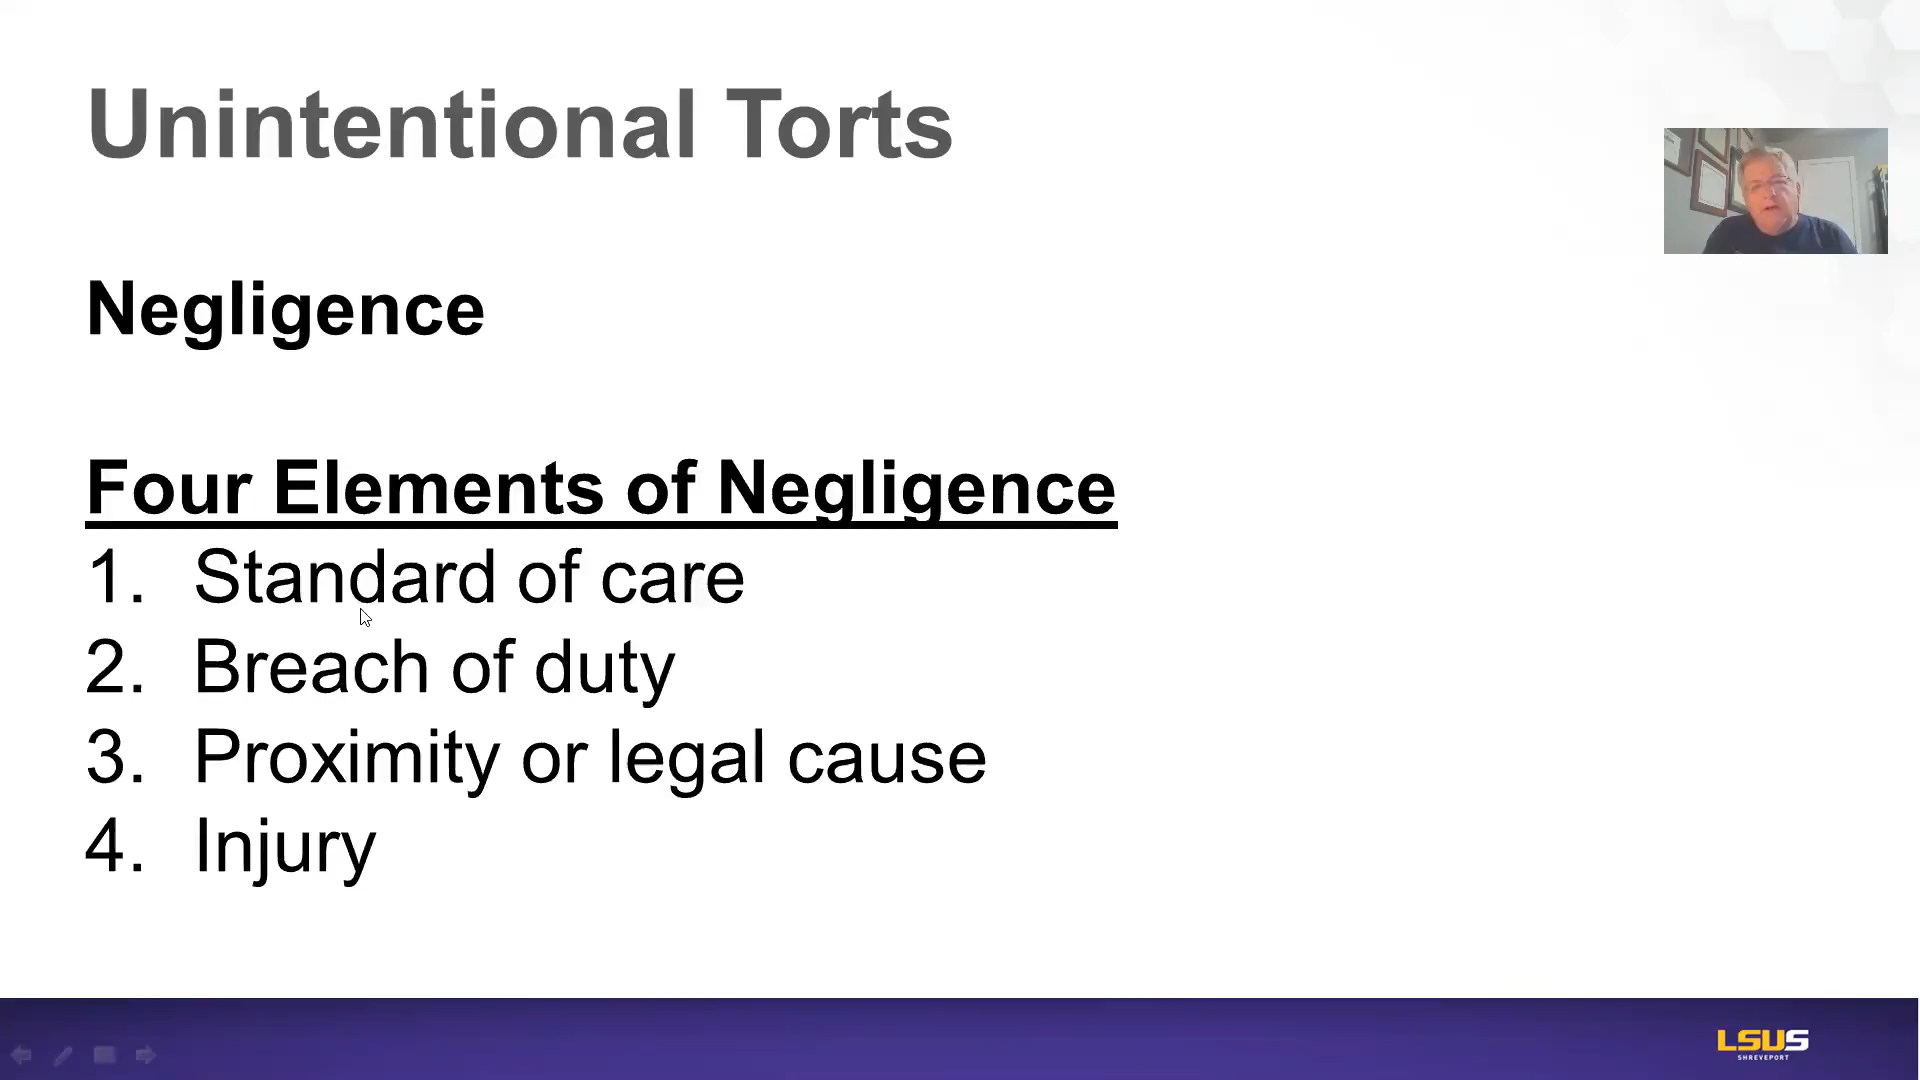 Unintentional Torts
Negligence
Four Elements of Negligence
1. Standard of care
2. Breach of duty
3. Proximity or legal cause
4. Injury
LSUS
SHREVEPORT